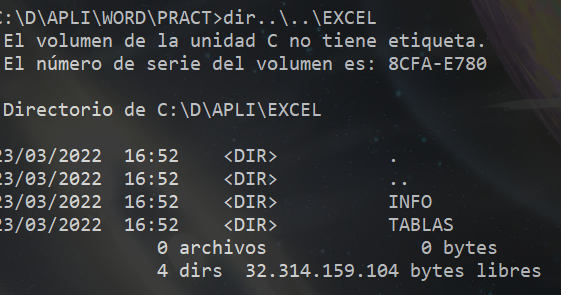 C:\D\APLI\WORD\PRACT>dir..\..\EXCEL
El volumen de la unidad C no tiene etiqueta.
El número de serie del volumen es: 8CFA-E780
Directorio de C:\D\APLI\EXCEL
23/03/2022 16:52 <DIR> .
23/03/2022 16:52 <DIR> ..
23/03/2022 16:52 <DIR> INFO
23/03/2022 16:52 <DIR> TABLAS
0 archivos 0 bytes
4 dirs 32.314.159.104 bytes libres